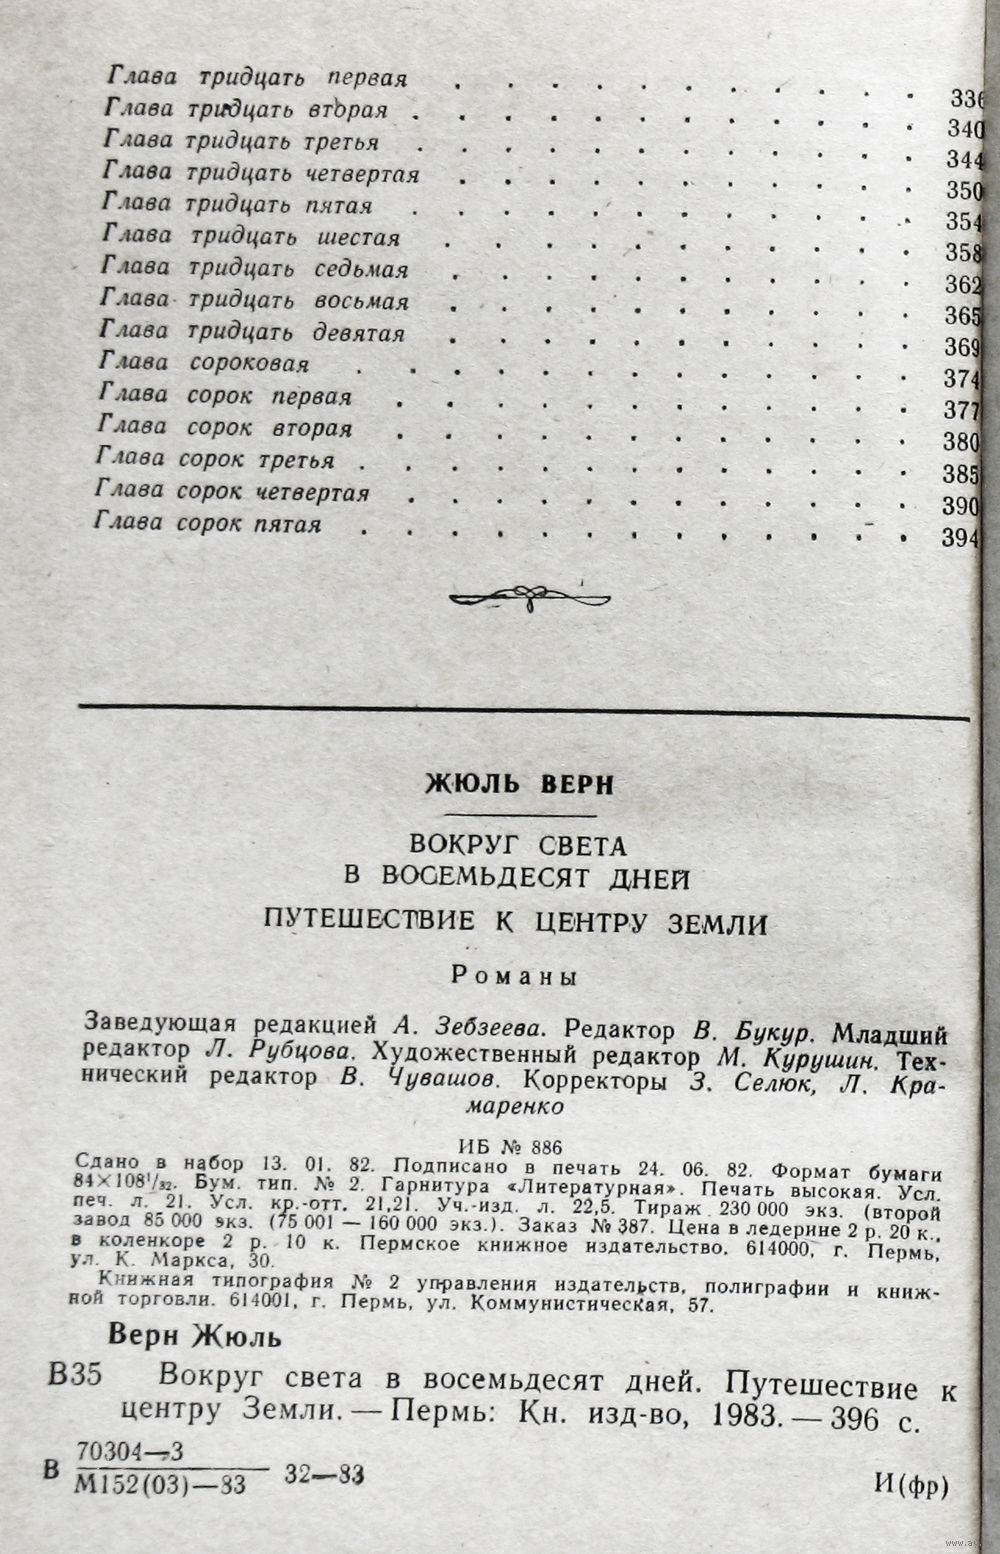 Глава тридцать первая . . . . . . . . . . . 336
Глава тридцать вторая . . . . . . . . . . . . 340
Глава тридцать третья . . . . . . . . . . . . 344
Глава тридцать четвертая . . . . . . . . . . . 350
Глава тридцать пятая . . . . . . . . . . . . 354
Глава тридцать шестая . . . . . . . . . . . 358
Глава тридцать седьмая . . . . . . . . . . . 362
Глава тридцать восьмая . . . . . . . . . . . 365
Глава тридцать девятая . . . . . . . . . . . 369
Глава сороковая . . . . . . . . . . . . . 374
Глава сорок первая . . . . . . . . . . . . 377
Глава сорок вторая . . . . . . . . . . . . 380
Глава сорок третья . . . . . . . . . . . . . 385
Глава сорок четвертая . . . . . . . . . . . . 390
Глава сорок пятая . . . . . . . . . . . . . 394
ЖЮЛЬ ВЕРН
ВОКРУГ СВЕТА
В ВОСЕМЬДЕСЯТ ДНЕЙ
ПУТЕШЕСТВИЕ К ЦЕНТРУ ЗЕМЛИ
Романы
Заведующая редакцией А. Зебзеева. Редактор В. Букур. Младший
редактор Л. Рубцова. Художественный редактор М. Курушин. Тех-
нический редактор В. Чувашов. Корректоры З. Селюк, Л. Кра-
маренко
ИБ № 886
Сдано в набор 13. 01. 82. Подписано в печать 24. 06. 82. Формат бумаги
84×108¹/₃₂. Бум. тип. № 2. Гарнитура «Литературная». Печать высокая. Усл.
печ. л. 21. Усл. кр.-отт. 21,21. Уч.-изд. л. 22,5. Тираж 230 000 экз. (второй
завод 85 000 экз. (75 001 — 160 000 экз.). Заказ № 387. Цена в ледерине 2 р. 20 к.,
в коленкоре 2 р. 10 к. Пермское книжное издательство. 614000, г. Пермь,
ул. К. Маркса, 30.
Книжная типография № 2 управления издательств, полиграфии и книж-
ной торговли. 614001, г. Пермь, ул. Коммунистическая, 57.
Верн Жюль
В35 Вокруг света в восемьдесят дней. Путешествие к
центру Земли. — Пермь: Кн. изд-во, 1983. — 396 с.
70304—3
В М152(03)—83 32—83
И(фр)